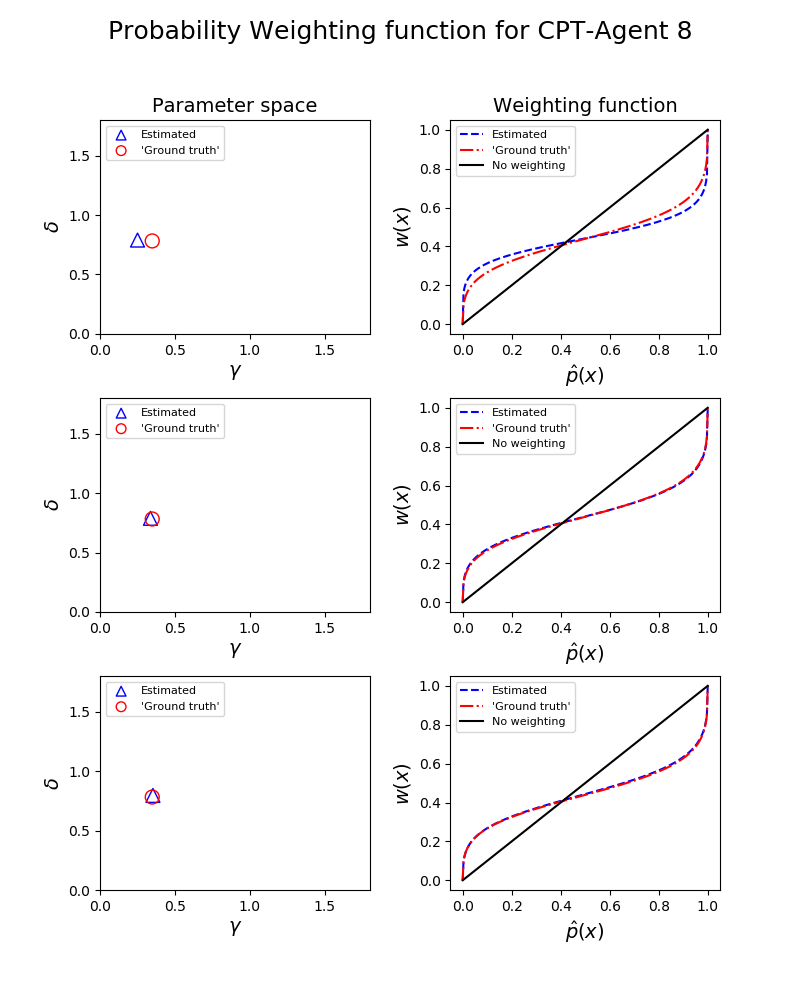 Probability Weighting function for CPT-Agent 8
Parameter space
Weighting function
Estimated
'Ground truth'
1.5
1.0
0.5
0.0
δ
0.0 0.5 1.0 1.5
γ
Estimated
'Ground truth'
No weighting
1.0
0.8
0.6
0.4
0.2
0.0
w(x)
0.0 0.2 0.4 0.6 0.8 1.0
p̂(x)
Estimated
'Ground truth'
1.5
1.0
0.5
0.0
δ
0.0 0.5 1.0 1.5
γ
Estimated
'Ground truth'
No weighting
1.0
0.8
0.6
0.4
0.2
0.0
w(x)
0.0 0.2 0.4 0.6 0.8 1.0
p̂(x)
Estimated
'Ground truth'
1.5
1.0
0.5
0.0
δ
0.0 0.5 1.0 1.5
γ
Estimated
'Ground truth'
No weighting
1.0
0.8
0.6
0.4
0.2
0.0
w(x)
0.0 0.2 0.4 0.6 0.8 1.0
p̂(x)